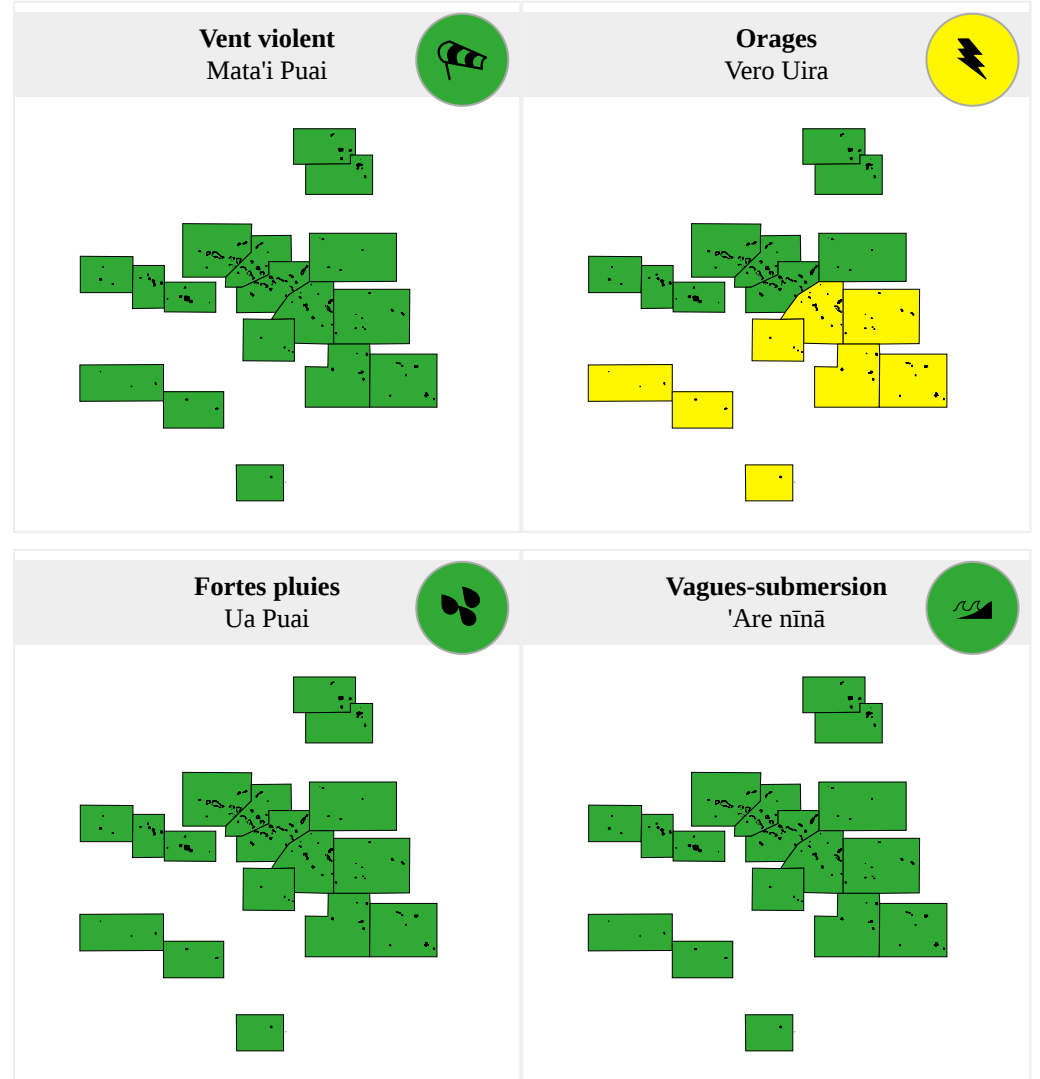 Vent violent
Mata'i Puai
Orages
Vero Uira
Fortes pluies
Ua Puai
Vagues-submersion
'Are nīnā